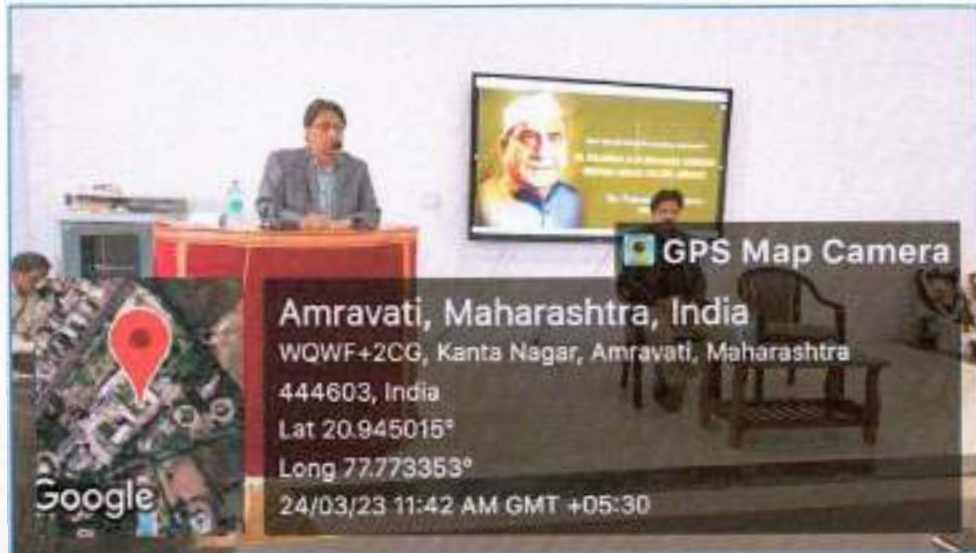 GPS Map Camera
Amravati, Maharashtra, India
WQWF+2CG, Kanta Nagar, Amravati, Maharashtra
444603, India
Lat 20.945015°
Long 77.773353°
24/03/23 11:42 AM GMT +05:30
Google